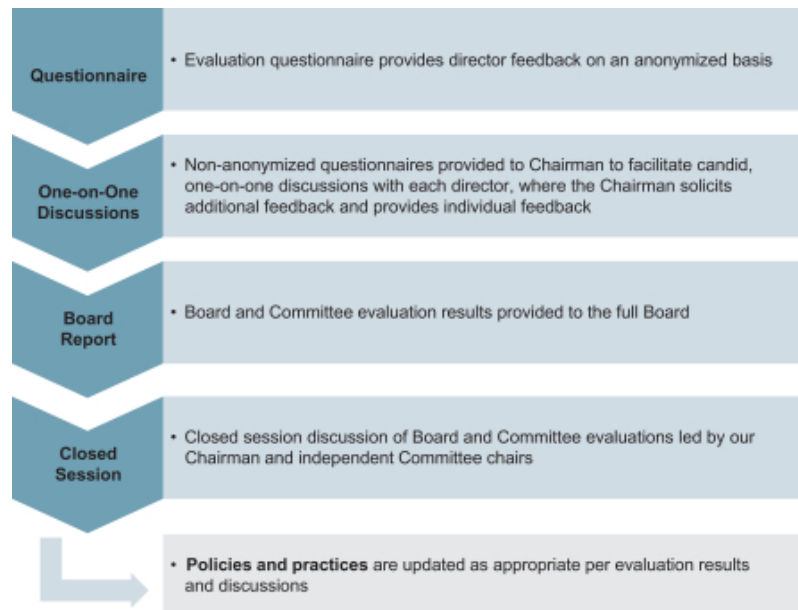 Questionnaire
• Evaluation questionnaire provides director feedback on an anonymized basis
One-on-One
Discussions
• Non-anonymized questionnaires provided to Chairman to facilitate candid,
one-on-one discussions with each director, where the Chairman solicits
additional feedback and provides individual feedback
Board
Report
• Board and Committee evaluation results provided to the full Board
Closed
Session
• Closed session discussion of Board and Committee evaluations led by our
Chairman and independent Committee chairs
• Policies and practices are updated as appropriate per evaluation results
and discussions